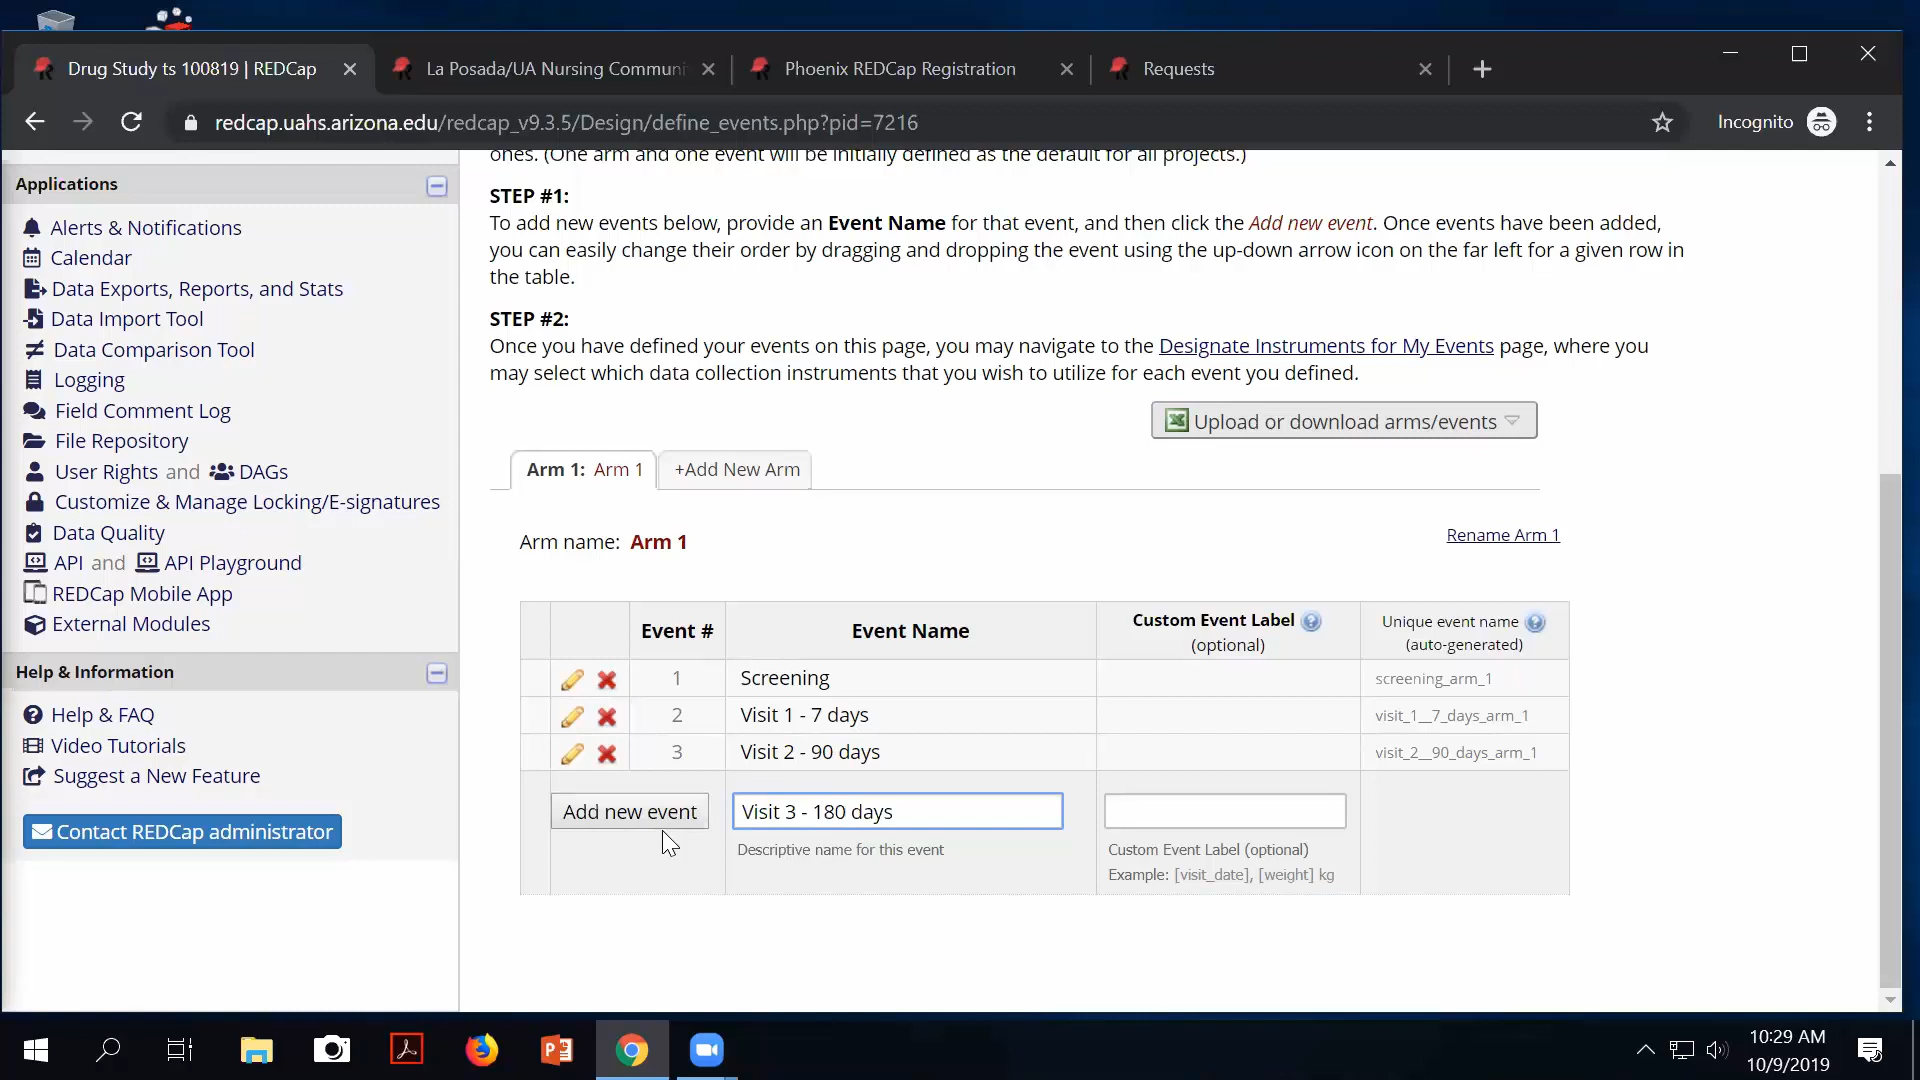 Drug Study ts 100819 | REDCap
La Posada/UA Nursing Communi
Phoenix REDCap Registration
Requests
redcap.uahs.arizona.edu/redcap_v9.3.5/Design/define_events.php?pid=7216
Incognito
ones. (One arm and one event will be initially defined as the default for all projects.)
Applications
Alerts & Notifications
Calendar
Data Exports, Reports, and Stats
Data Import Tool
Data Comparison Tool
Logging
Field Comment Log
File Repository
User Rights and DAGs
Customize & Manage Locking/E-signatures
Data Quality
API and API Playground
REDCap Mobile App
External Modules
Help & Information
Help & FAQ
Video Tutorials
Suggest a New Feature
Contact REDCap administrator
STEP #1:
To add new events below, provide an Event Name for that event, and then click the Add new event. Once events have been added,
you can easily change their order by dragging and dropping the event using the up-down arrow icon on the far left for a given row in
the table.
STEP #2:
Once you have defined your events on this page, you may navigate to the Designate Instruments for My Events page, where you
may select which data collection instruments that you wish to utilize for each event you defined.
Upload or download arms/events
Arm 1: Arm 1
+Add New Arm
Arm name: Arm 1
Rename Arm 1
Event #
Event Name
Custom Event Label
(optional)
Unique event name
(auto-generated)
1 Screening screening_arm_1
2 Visit 1 - 7 days visit_1__7_days_arm_1
3 Visit 2 - 90 days visit_2__90_days_arm_1
Add new event
Visit 3 - 180 days
Descriptive name for this event
Custom Event Label (optional)
Example: [visit_date], [weight] kg
10:29 AM
10/9/2019